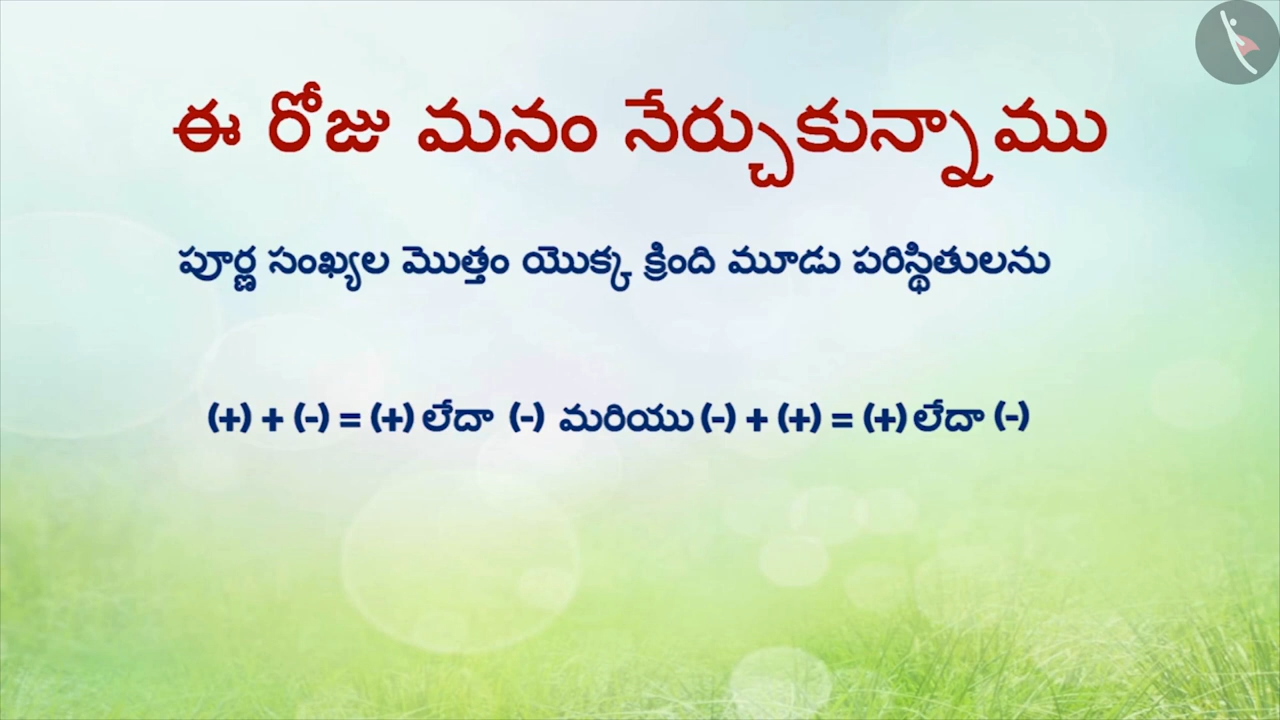 ఈ రోజు మనం నేర్చుకున్నాము
పూర్ణ సంఖ్యల మొత్తం యొక్క క్రింది మూడు పరిస్థితులను
(+) + (-) = (+) లేదా (-) మరియు (-) + (+) = (+) లేదా (-)